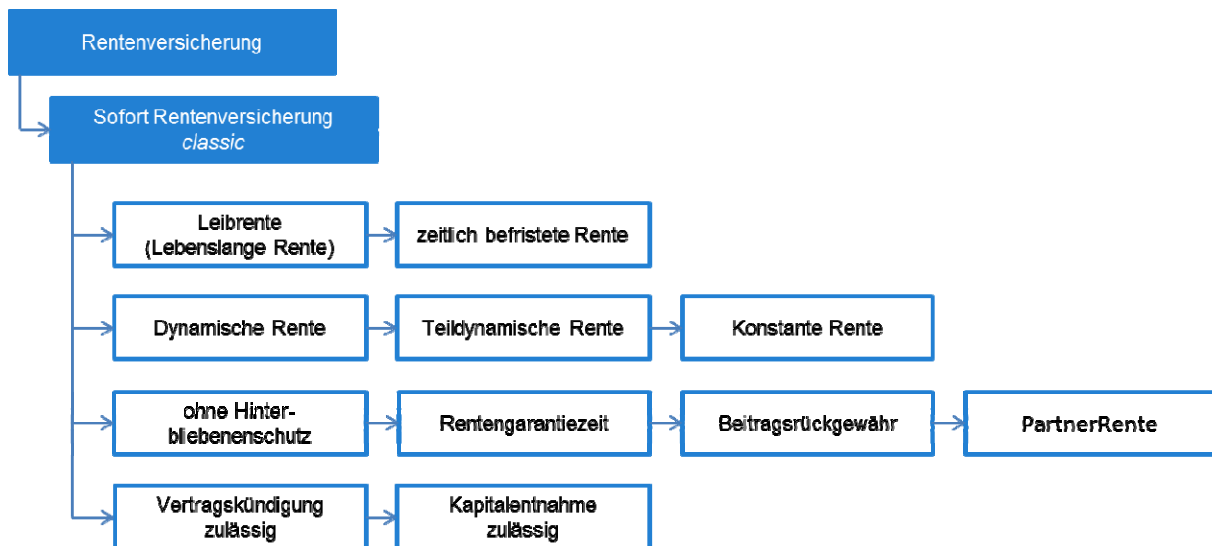 Rentenversicherung
Sofort Rentenversicherung
classic
Leibrente
(Lebenslange Rente)
zeitlich befristete Rente
Dynamische Rente
Teildynamische Rente
Konstante Rente
ohne Hinter-
bliebenenschutz
Rentengarantiezeit
Beitragsrückgewähr
PartnerRente
Vertragskündigung
zulässig
Kapitalentnahme
zulässig